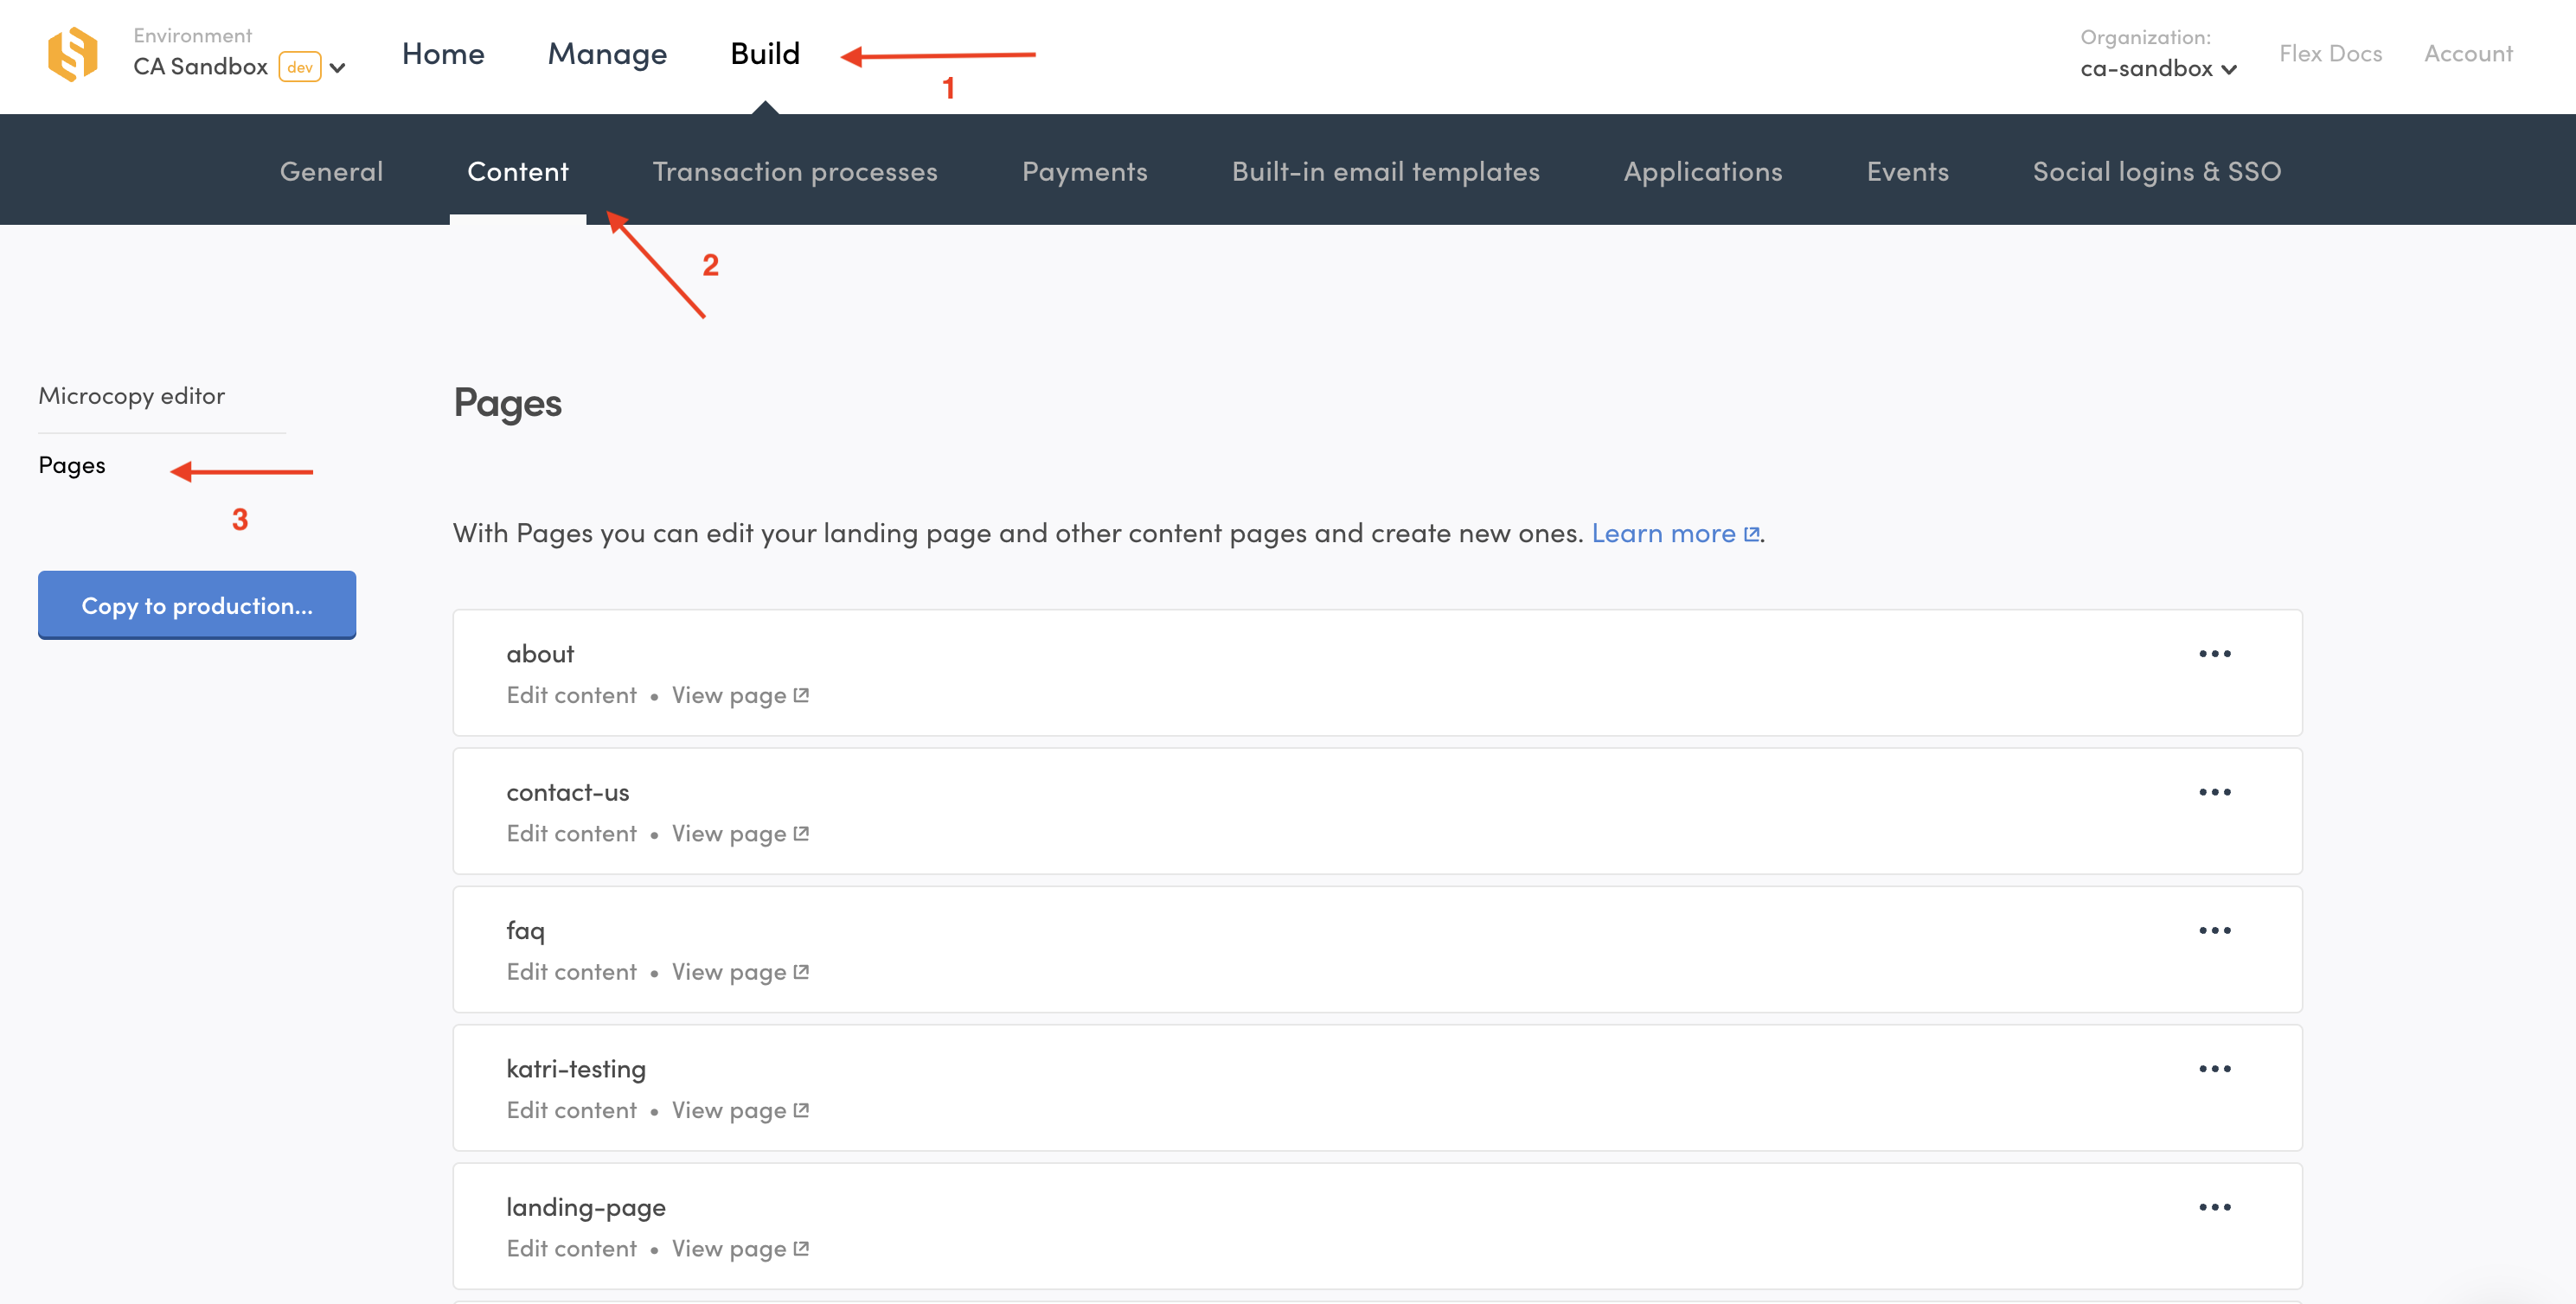 Environment
CA Sandbox dev
Home Manage Build
1
Organization:
ca-sandbox
Flex Docs Account
General Content Transaction processes Payments Built-in email templates Applications Events Social logins & SSO
2
Microcopy editor
Pages
3
Copy to production...
Pages
With Pages you can edit your landing page and other content pages and create new ones. Learn more.
about
Edit content • View page
contact-us
Edit content • View page
faq
Edit content • View page
katri-testing
Edit content • View page
landing-page
Edit content • View page